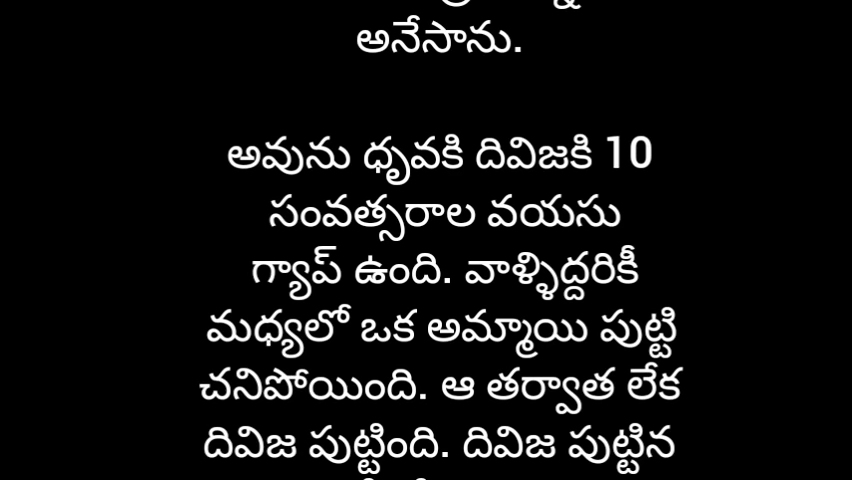 అనేసాను.
అవును ధృవకి దివిజకి 10
సంవత్సరాల వయసు
గ్యాప్ ఉంది. వాళ్ళిద్దరికీ
మధ్యలో ఒక అమ్మాయి పుట్టి
చనిపోయింది. ఆ తర్వాత లేక
దివిజ పుట్టింది. దివిజ పుట్టిన